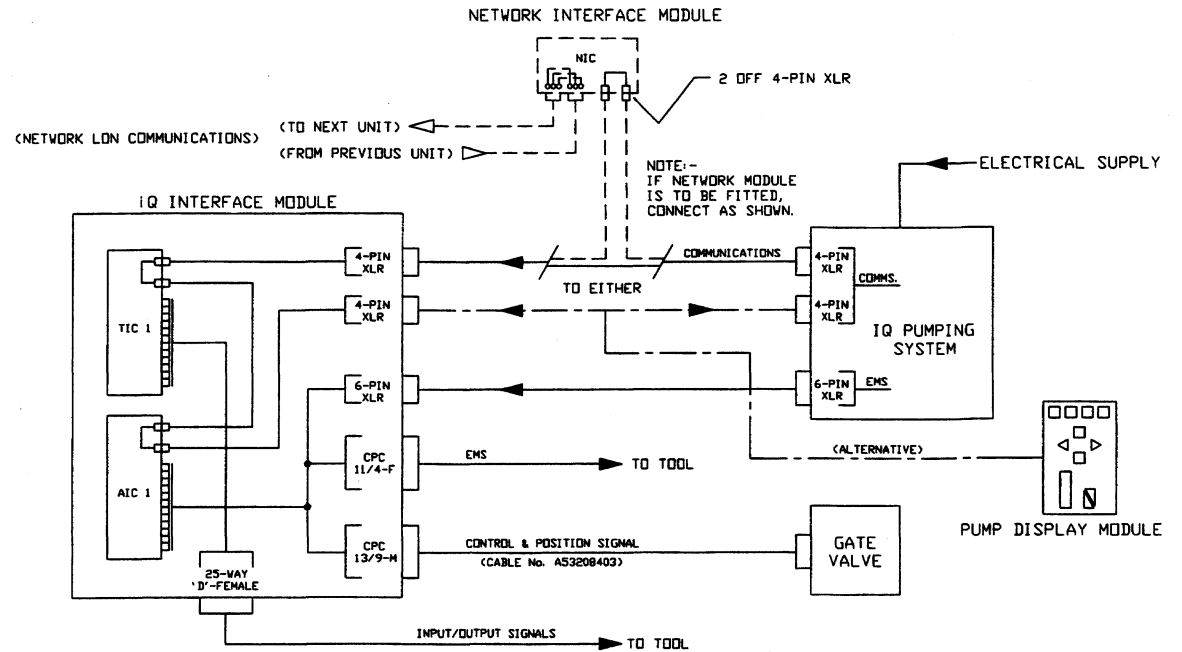 NETWORK INTERFACE MODULE
NIC
2 OFF 4-PIN XLR
(NETWORK LON COMMUNICATIONS)
(TO NEXT UNIT)
(FROM PREVIOUS UNIT)
NOTE:-
IF NETWORK MODULE
IS TO BE FITTED,
CONNECT AS SHOWN.
ELECTRICAL SUPPLY
iQ INTERFACE MODULE
4-PIN
XLR
COMMUNICATIONS
4-PIN
XLR
COMMS.
TO EITHER
TIC 1
4-PIN
XLR
4-PIN
XLR
IQ PUMPING
SYSTEM
6-PIN
XLR
6-PIN
XLR
EMS
AIC 1
CPC
11/4-F
EMS
TO TOOL
(ALTERNATIVE)
PUMP DISPLAY MODULE
CPC
13/9-M
CONTROL & POSITION SIGNAL
(CABLE No. A53208403)
GATE
VALVE
25-WAY
'D'-FEMALE
INPUT/OUTPUT SIGNALS
TO TOOL